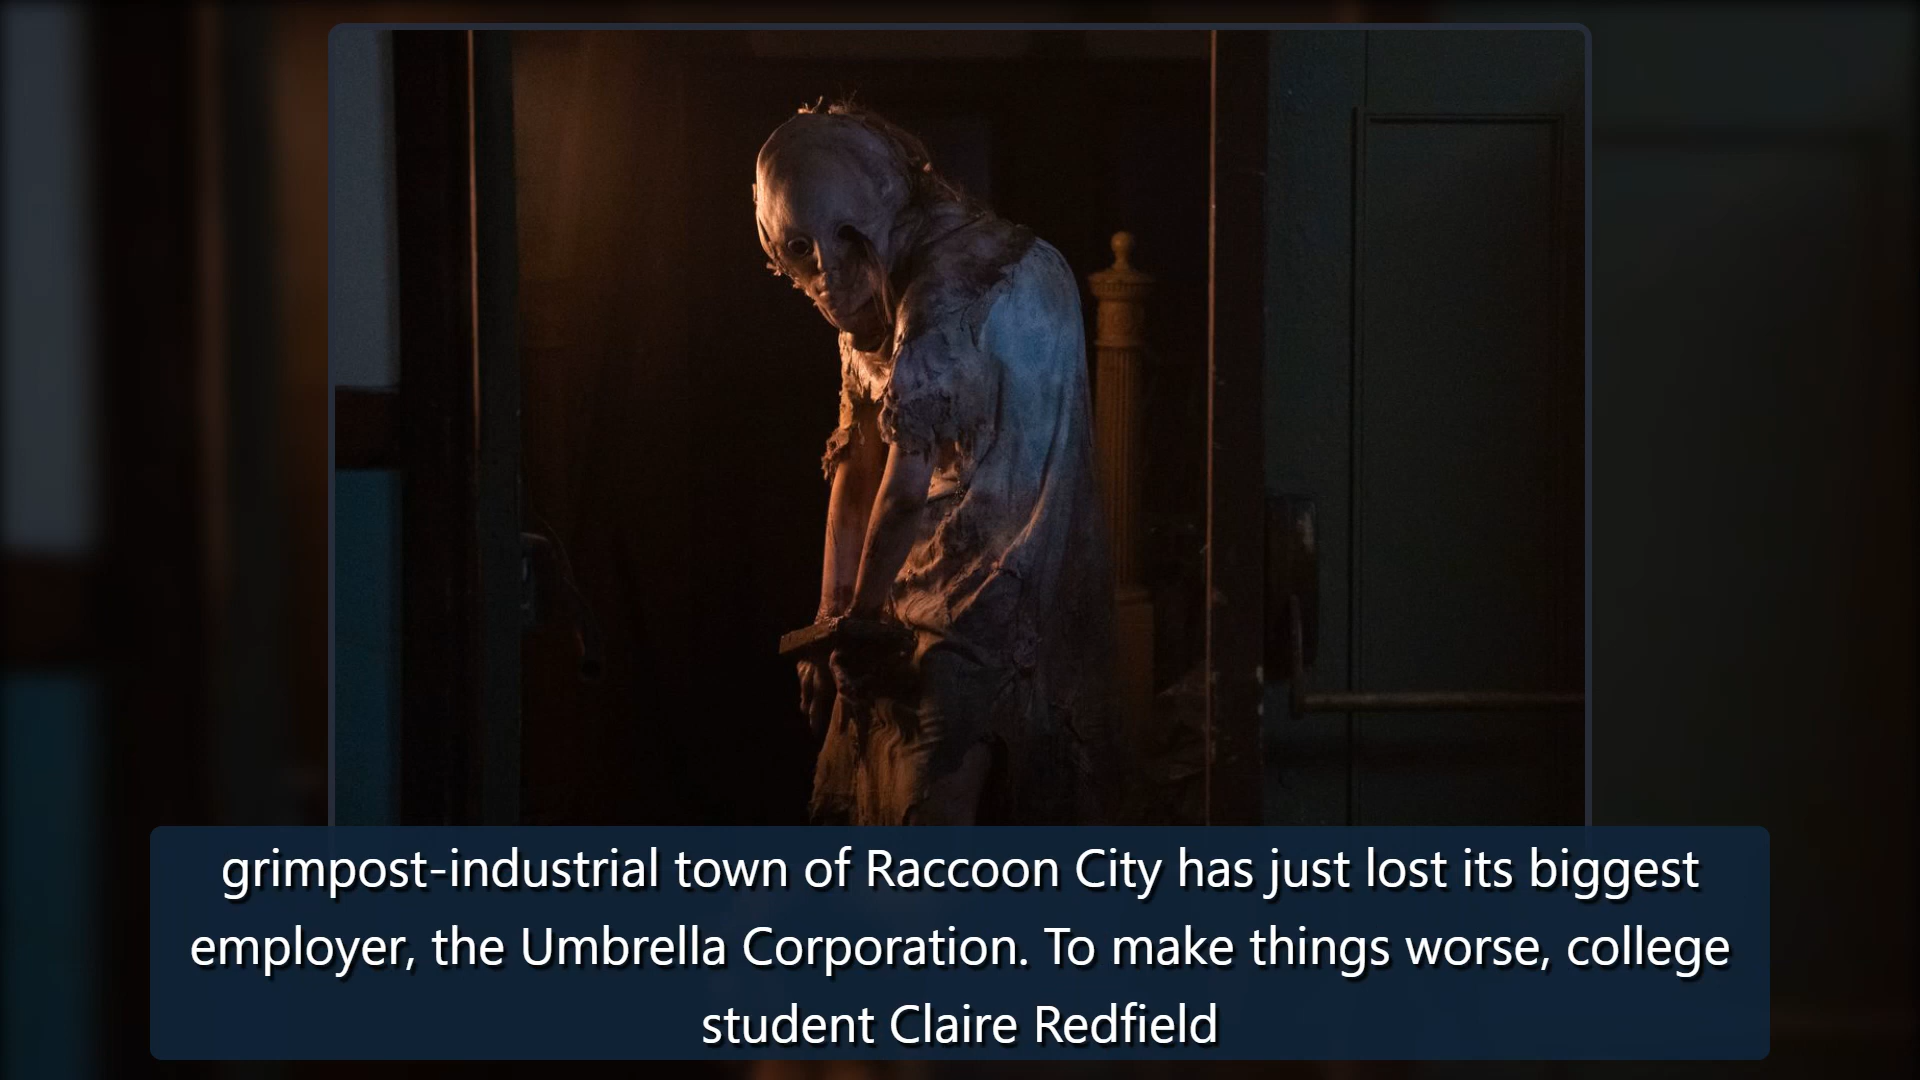 grimpost-industrial town of Raccoon City has just lost its biggest
employer, the Umbrella Corporation. To make things worse, college
student Claire Redfield